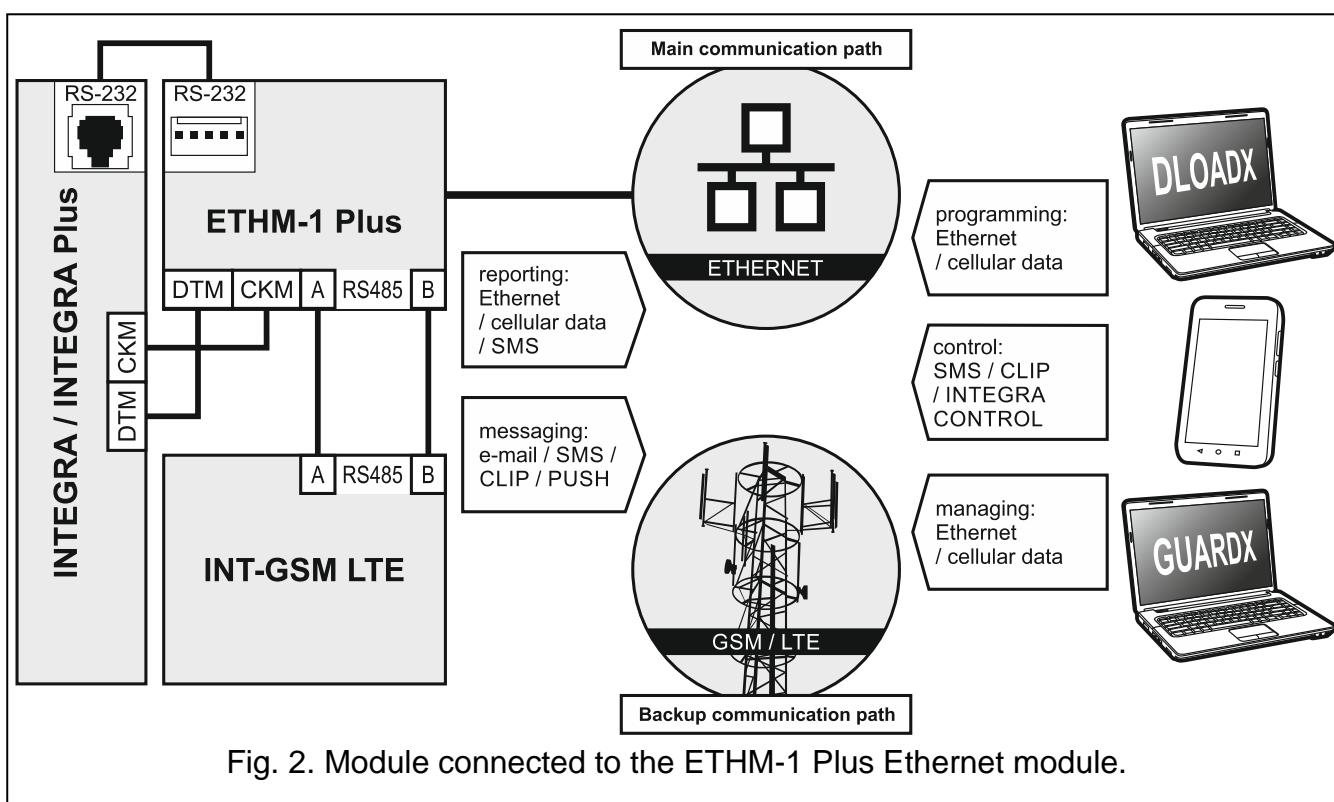 Main communication path
RS-232
RS-232
INTEGRA / INTEGRA Plus
ETHM-1 Plus
DTM
CKM
A
RS485
B
CKM
DTM
A
RS485
B
INT-GSM LTE
ETHERNET
reporting:
Ethernet
/ cellular data
/ SMS
messaging:
e-mail / SMS /
CLIP / PUSH
GSM / LTE
Backup communication path
programming:
Ethernet
/ cellular data
control:
SMS / CLIP
/ INTEGRA
CONTROL
managing:
Ethernet
/ cellular data
DLOADX
GUARDX
Fig. 2. Module connected to the ETHM-1 Plus Ethernet module.